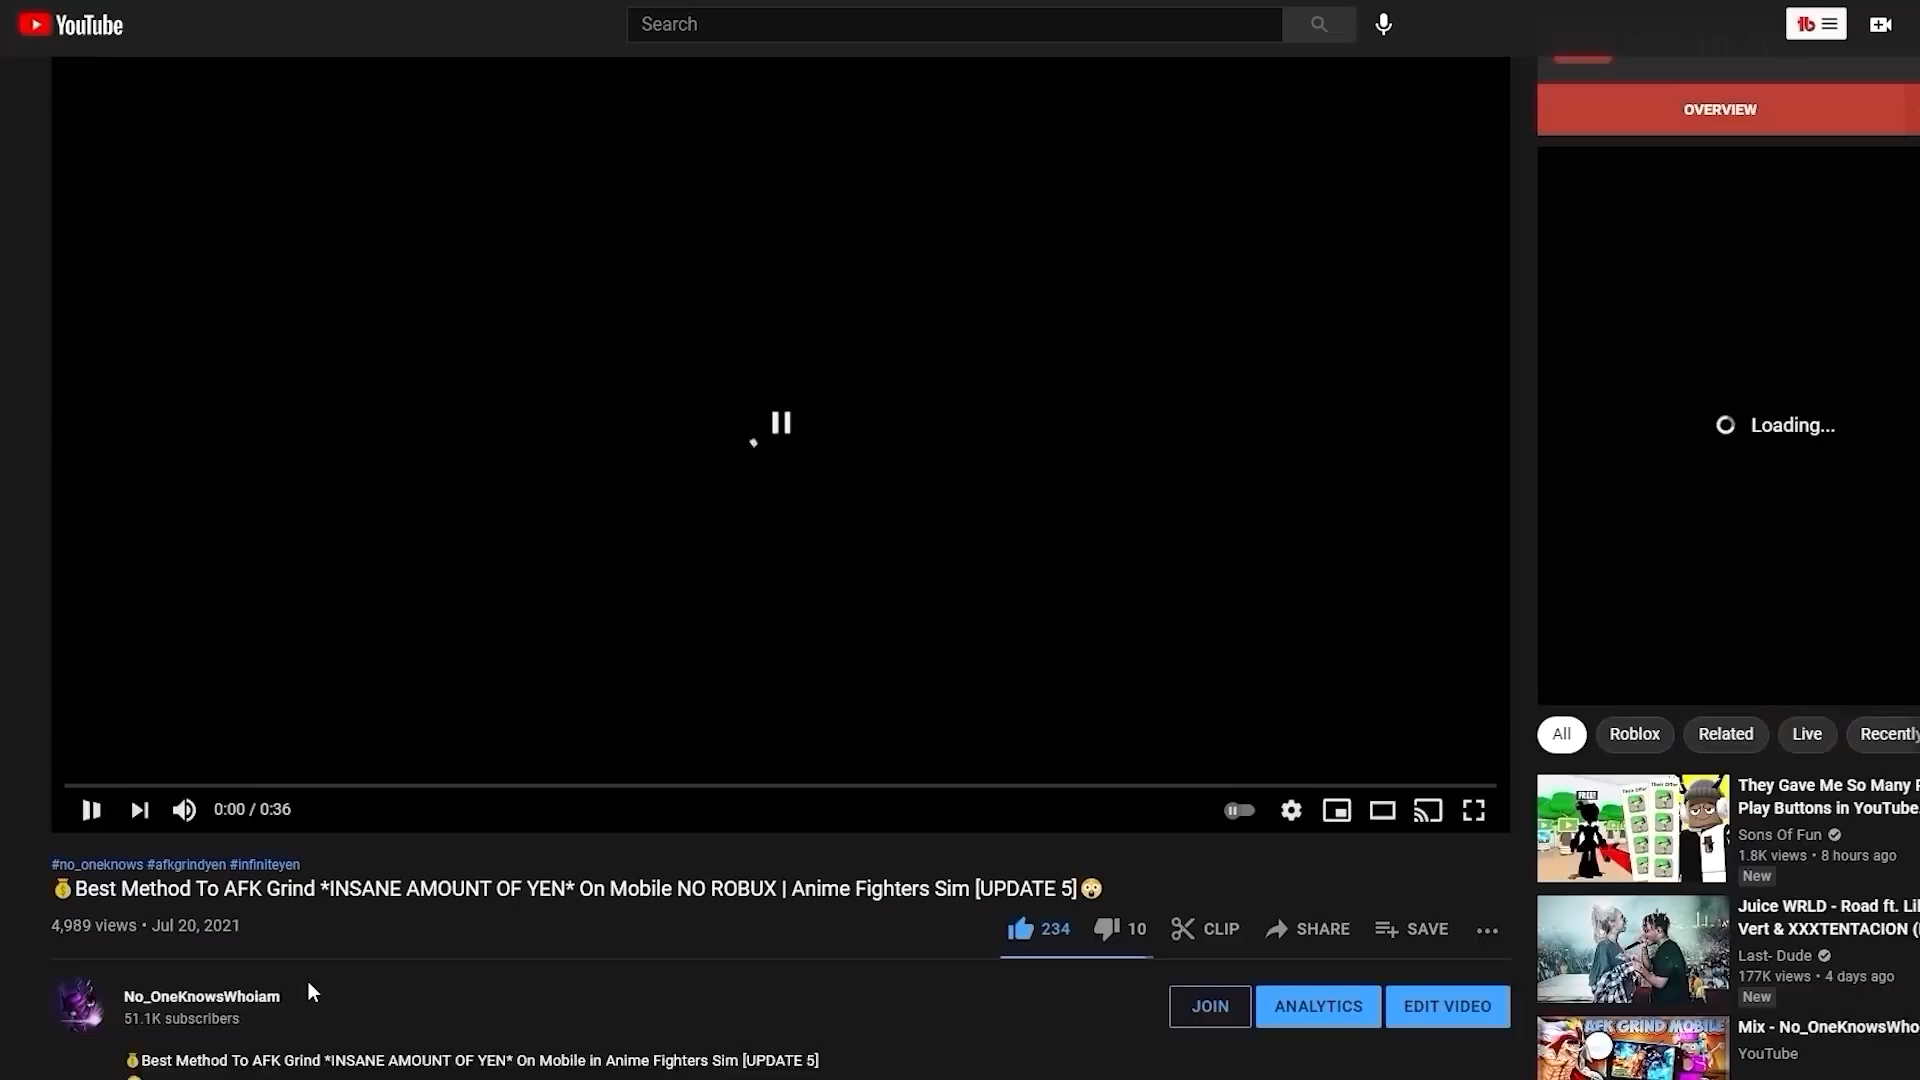 YouTube
Search
OVERVIEW
Loading...
0:00 / 0:36
All
Roblox
Related
Live
Recently
They Gave Me So Many
Play Buttons in YouTube
Sons Of Fun
1.8K views • 8 hours ago
New
Juice WRLD - Road ft. Lil
Vert & XXXTENTACION (
Last- Dude
177K views • 4 days ago
New
AFK GRIND MOBILE
Mix - No_OneKnowsWho
YouTube
#no_oneknows #afkgrindyen #infiniteyen
💰Best Method To AFK Grind *INSANE AMOUNT OF YEN* On Mobile NO ROBUX | Anime Fighters Sim [UPDATE 5]😲
4,989 views • Jul 20, 2021
234
10
CLIP
SHARE
SAVE
No_OneKnowsWhoiam
51.1K subscribers
JOIN
ANALYTICS
EDIT VIDEO
💰Best Method To AFK Grind *INSANE AMOUNT OF YEN* On Mobile in Anime Fighters Sim [UPDATE 5]